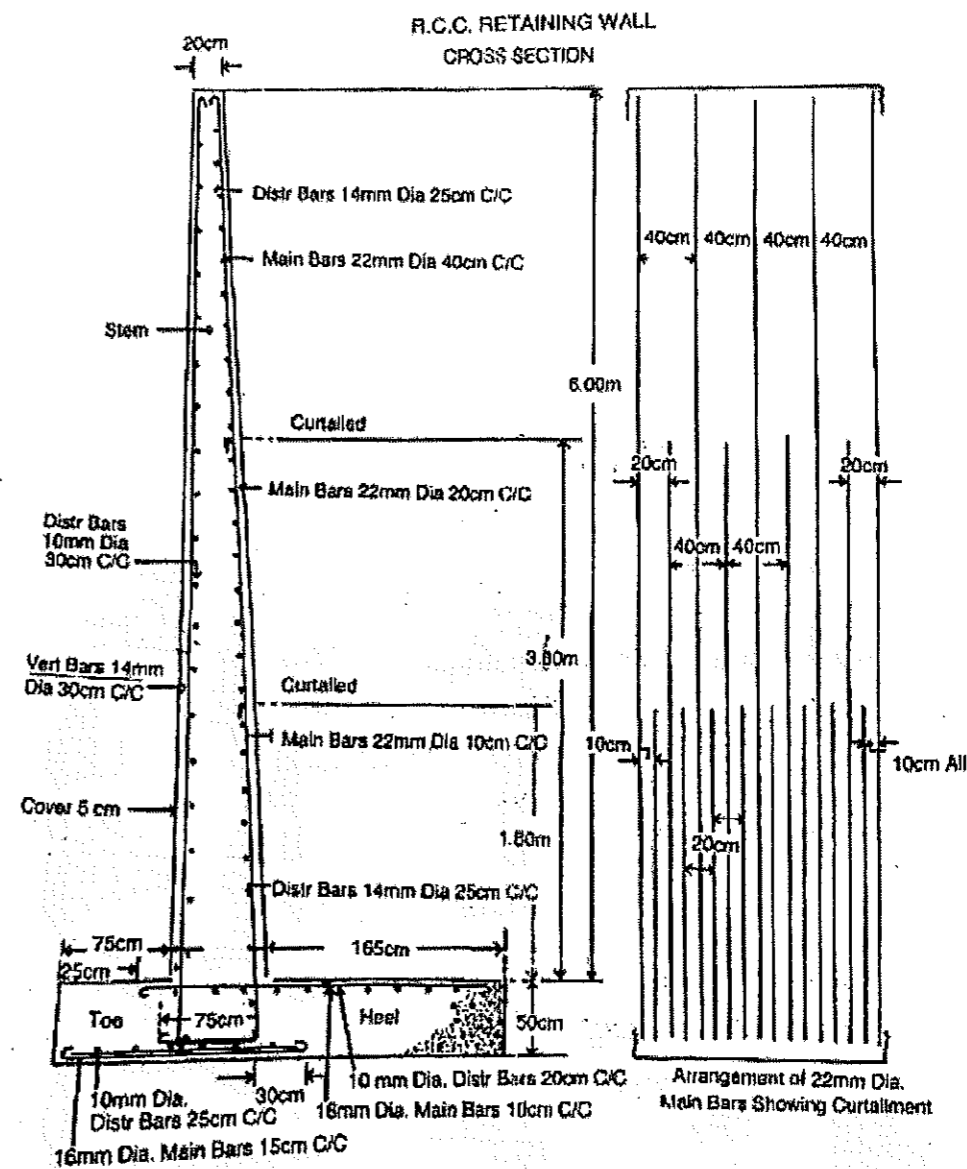 R.C.C. RETAINING WALL
CROSS SECTION
20cm
Distr Bars 14mm Dia 25cm C/C
40cm
40cm
40cm
40cm
Main Bars 22mm Dia 40cm C/C
Stem
6.00m
Curtailed
20cm
20cm
Main Bars 22mm Dia 20cm C/C
Distr Bars
10mm Dia
30cm C/C
40cm
40cm
Vert Bars 14mm
Dia 30cm C/C
Curtailed
Main Bars 22mm Dia 10cm C/C
10cm
10cm All
Cover 5 cm
20cm
Distr Bars 14mm Dia 25cm C/C
75cm
165cm
25cm
Toe
75cm
Heel
50cm
30cm
10 mm Dia. Distr Bars 20cm C/C
16mm Dia. Main Bars 10cm C/C
10mm Dia.
Distr Bars 25cm C/C
16mm Dia. Main Bars 15cm C/C
Arrangement of 22mm Dia.
Main Bars Showing Curtailment